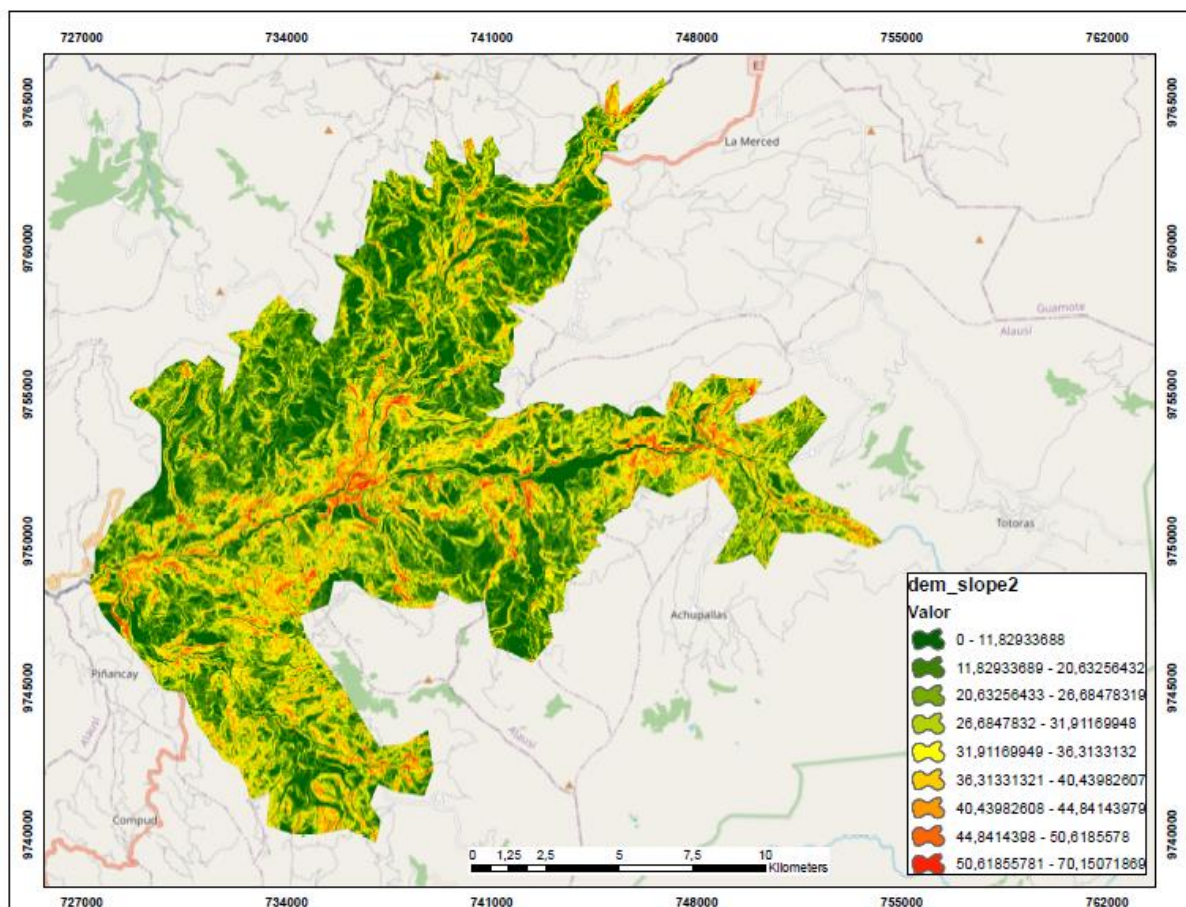 727000 734000 741000 748000 755000 762000
9765000 9765000
E
La Merced
9760000 9760000
Guamote
Alausí
9755000 9755000
9750000 9750000
Totoras
Achupallas
Piñancay
9745000 9745000
Alausí
Alausí
Compud
9740000 9740000
dem_slope2
Valor
0 - 11,82933688
11,82933689 - 20,63256432
20,63256433 - 26,68478319
26,6847832 - 31,91169948
31,91169949 - 36,3133132
36,31331321 - 40,43982607
40,43982608 - 44,84143979
44,8414398 - 50,6185578
50,61855781 - 70,15071869
0 1,25 2,5 5 7,5 10
Kilometers
727000 734000 741000 748000 755000 762000